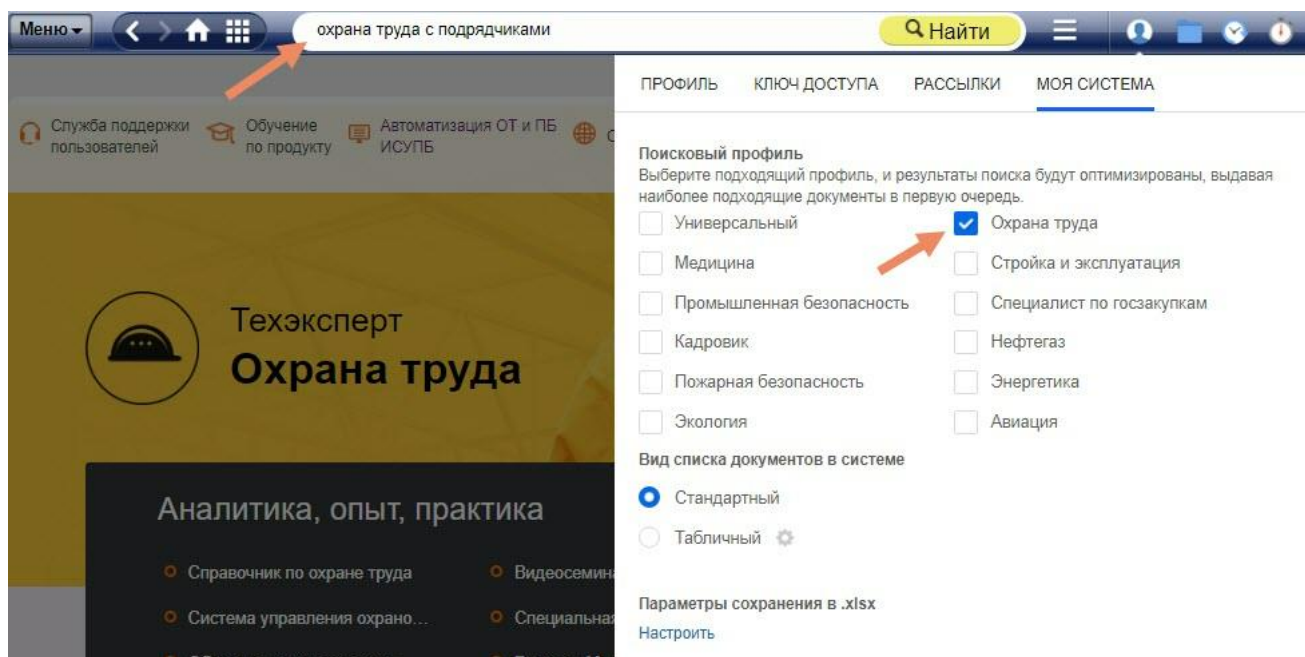 Меню
охрана труда с подрядчиками
Найти
ПРОФИЛЬ КЛЮЧ ДОСТУПА РАССЫЛКИ МОЯ СИСТЕМА
Служба поддержки
пользователей
Обучение
по продукту
Автоматизация ОТ и ПБ
ИСУПБ
Поисковый профиль
Выберите подходящий профиль, и результаты поиска будут оптимизированы, выдавая
наиболее подходящие документы в первую очередь.
Универсальный
Охрана труда
Медицина
Стройка и эксплуатация
Промышленная безопасность
Специалист по госзакупкам
Кадровик
Нефтегаз
Пожарная безопасность
Энергетика
Экология
Авиация
Вид списка документов в системе
Стандартный
Табличный
Параметры сохранения в .xlsx
Настроить
Техэксперт
Охрана труда
Аналитика, опыт, практика
Справочник по охране труда
Видеосемин
Система управления охрано...
Специальная